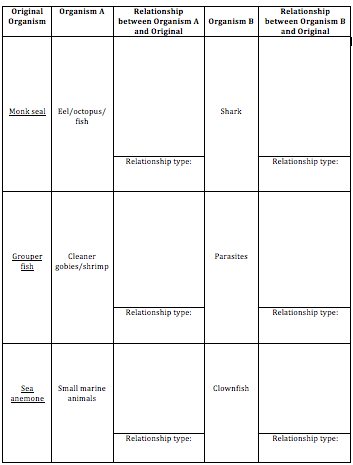 Original
Organism
Organism A
Relationship
between Organism A
and Original
Organism B
Relationship
between Organism B
and Original
Monk seal
Eel/octopus/
fish
Shark
Relationship type:
Relationship type:
Grouper
fish
Cleaner
gobies/shrimp
Parasites
Relationship type:
Relationship type:
Sea
anemone
Small marine
animals
Clownfish
Relationship type:
Relationship type: